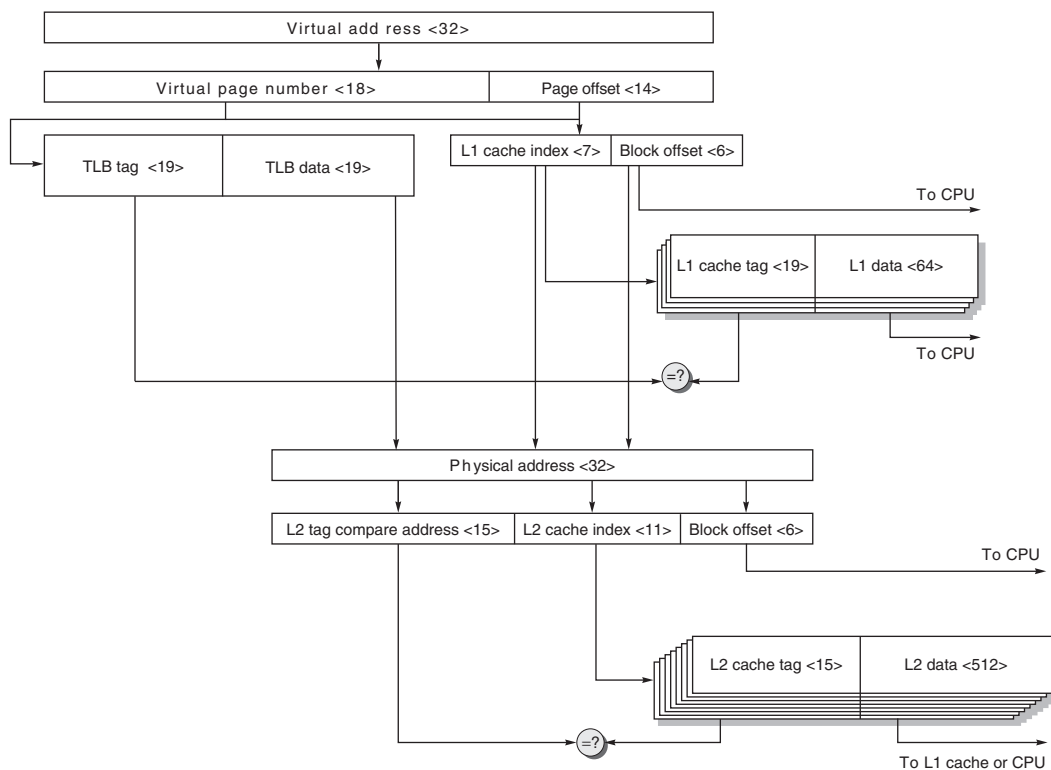 Virtual add ress <32>
Virtual page number <18>
Page offset <14>
TLB tag <19>
TLB data <19>
L1 cache index <7>
Block offset <6>
To CPU
L1 cache tag <19>
L1 data <64>
To CPU
=?
Physical address <32>
L2 tag compare address <15>
L2 cache index <11>
Block offset <6>
To CPU
L2 cache tag <15>
L2 data <512>
=?
To L1 cache or CPU